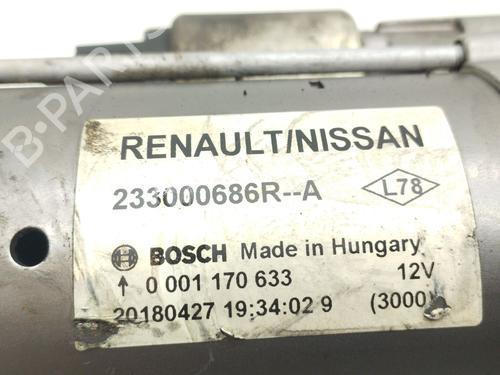 B-PARTS
RENAULT/NISSAN
233000686R--A
L78
BOSCH Made in Hungary
0 001 170 633 12V
20180427 19:34:02 9 (3000)